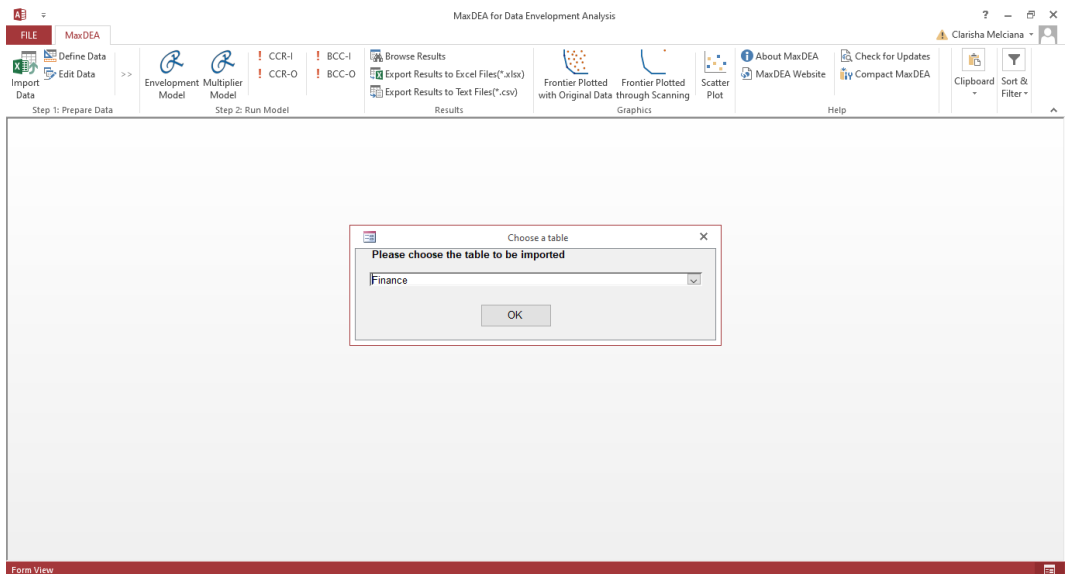 MaxDEA for Data Envelopment Analysis
?
FILE MaxDEA
Clarisha Melciana
Import Data
Define Data
Edit Data
>>
Step 1: Prepare Data
Envelopment Model
Multiplier Model
! CCR-I
! CCR-O
! BCC-I
! BCC-O
Step 2: Run Model
Browse Results
Export Results to Excel Files(*.xlsx)
Export Results to Text Files(*.csv)
Results
Frontier Plotted with Original Data
Frontier Plotted through Scanning
Scatter Plot
Graphics
About MaxDEA
MaxDEA Website
Check for Updates
Compact MaxDEA
Help
Clipboard
Sort & Filter
Choose a table
Please choose the table to be imported
Finance
OK
Form View